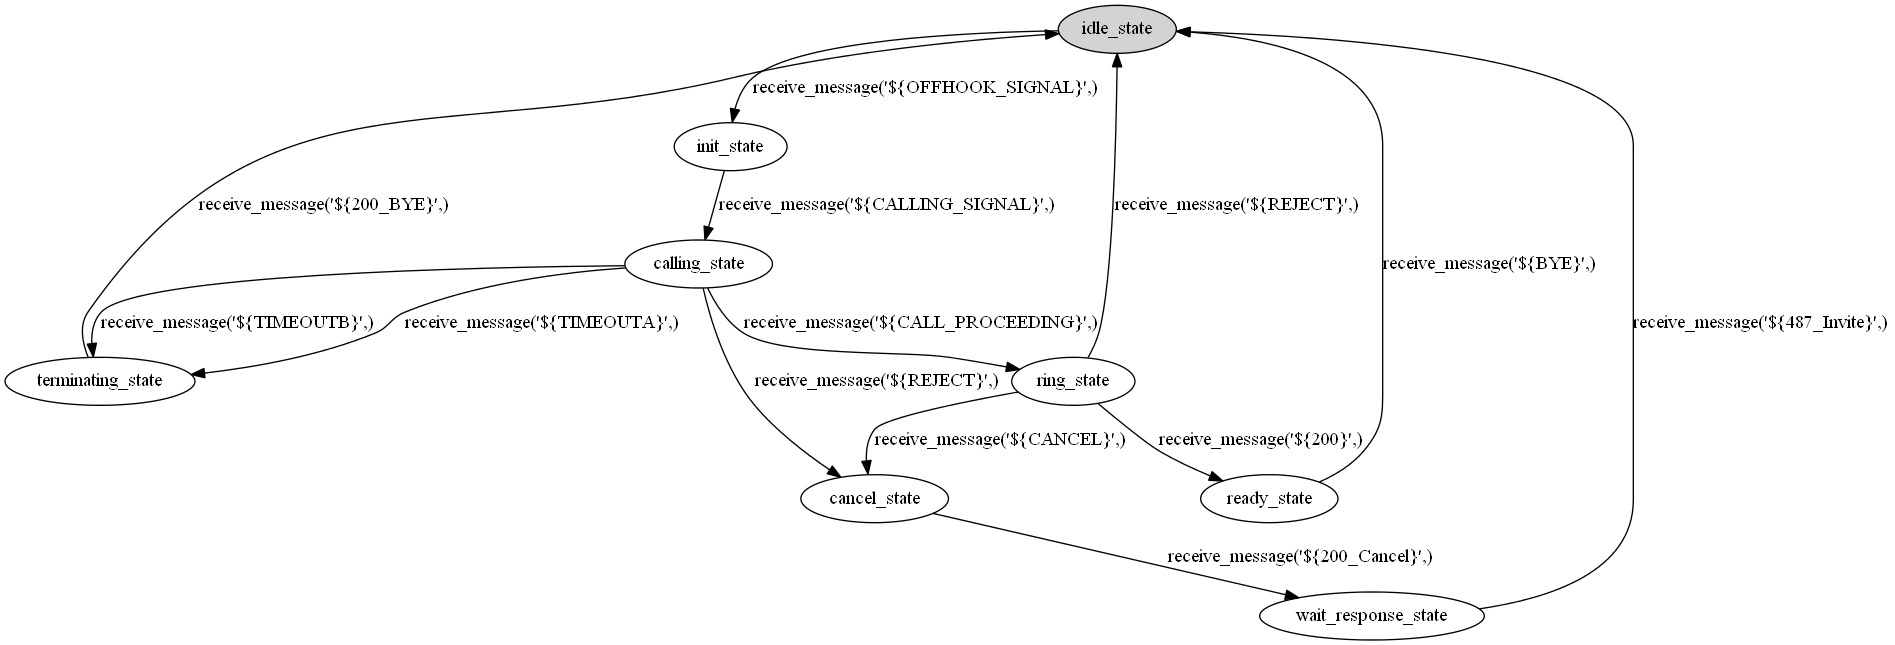 idle_state
receive_message('${OFFHOOK_SIGNAL}',)
init_state
receive_message('${200_BYE}',)
receive_message('${CALLING_SIGNAL}',)
receive_message('${REJECT}',)
calling_state
receive_message('${BYE}',)
receive_message('${TIMEOUTB}',)
receive_message('${TIMEOUTA}',)
receive_message('${CALL_PROCEEDING}',)
receive_message('${487_Invite}',)
terminating_state
receive_message('${REJECT}',)
ring_state
receive_message('${CANCEL}',)
receive_message('${200}',)
cancel_state
ready_state
receive_message('${200_Cancel}',)
wait_response_state